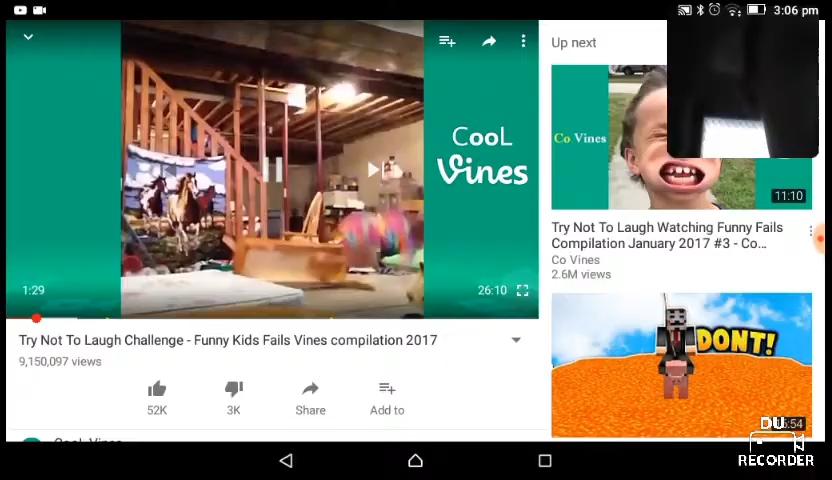 3:06 pm
Up next
CooL
Vines
1:29
26:10
Try Not To Laugh Challenge - Funny Kids Fails Vines compilation 2017
9,150,097 views
52K
3K
Share
Add to
Cool Vines
Co Vines
11:10
Try Not To Laugh Watching Funny Fails
Compilation January 2017 #3 - Co...
Co Vines
2.6M views
DONT!
DU
RECORDER